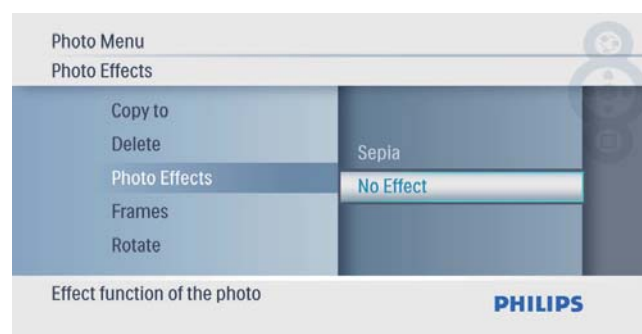 Photo Menu
Photo Effects
Copy to
Delete
Photo Effects
Frames
Rotate
Sepia
No Effect
Effect function of the photo
PHILIPS